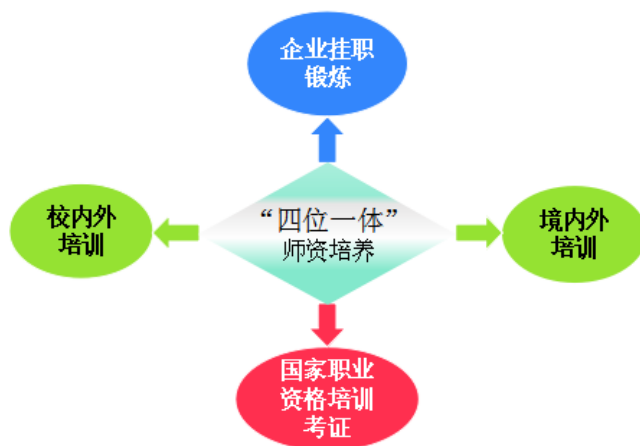 企业挂职
锻炼
校内外
培训
“四位一体”
师资培养
境内外
培训
国家职业
资格培训
考证